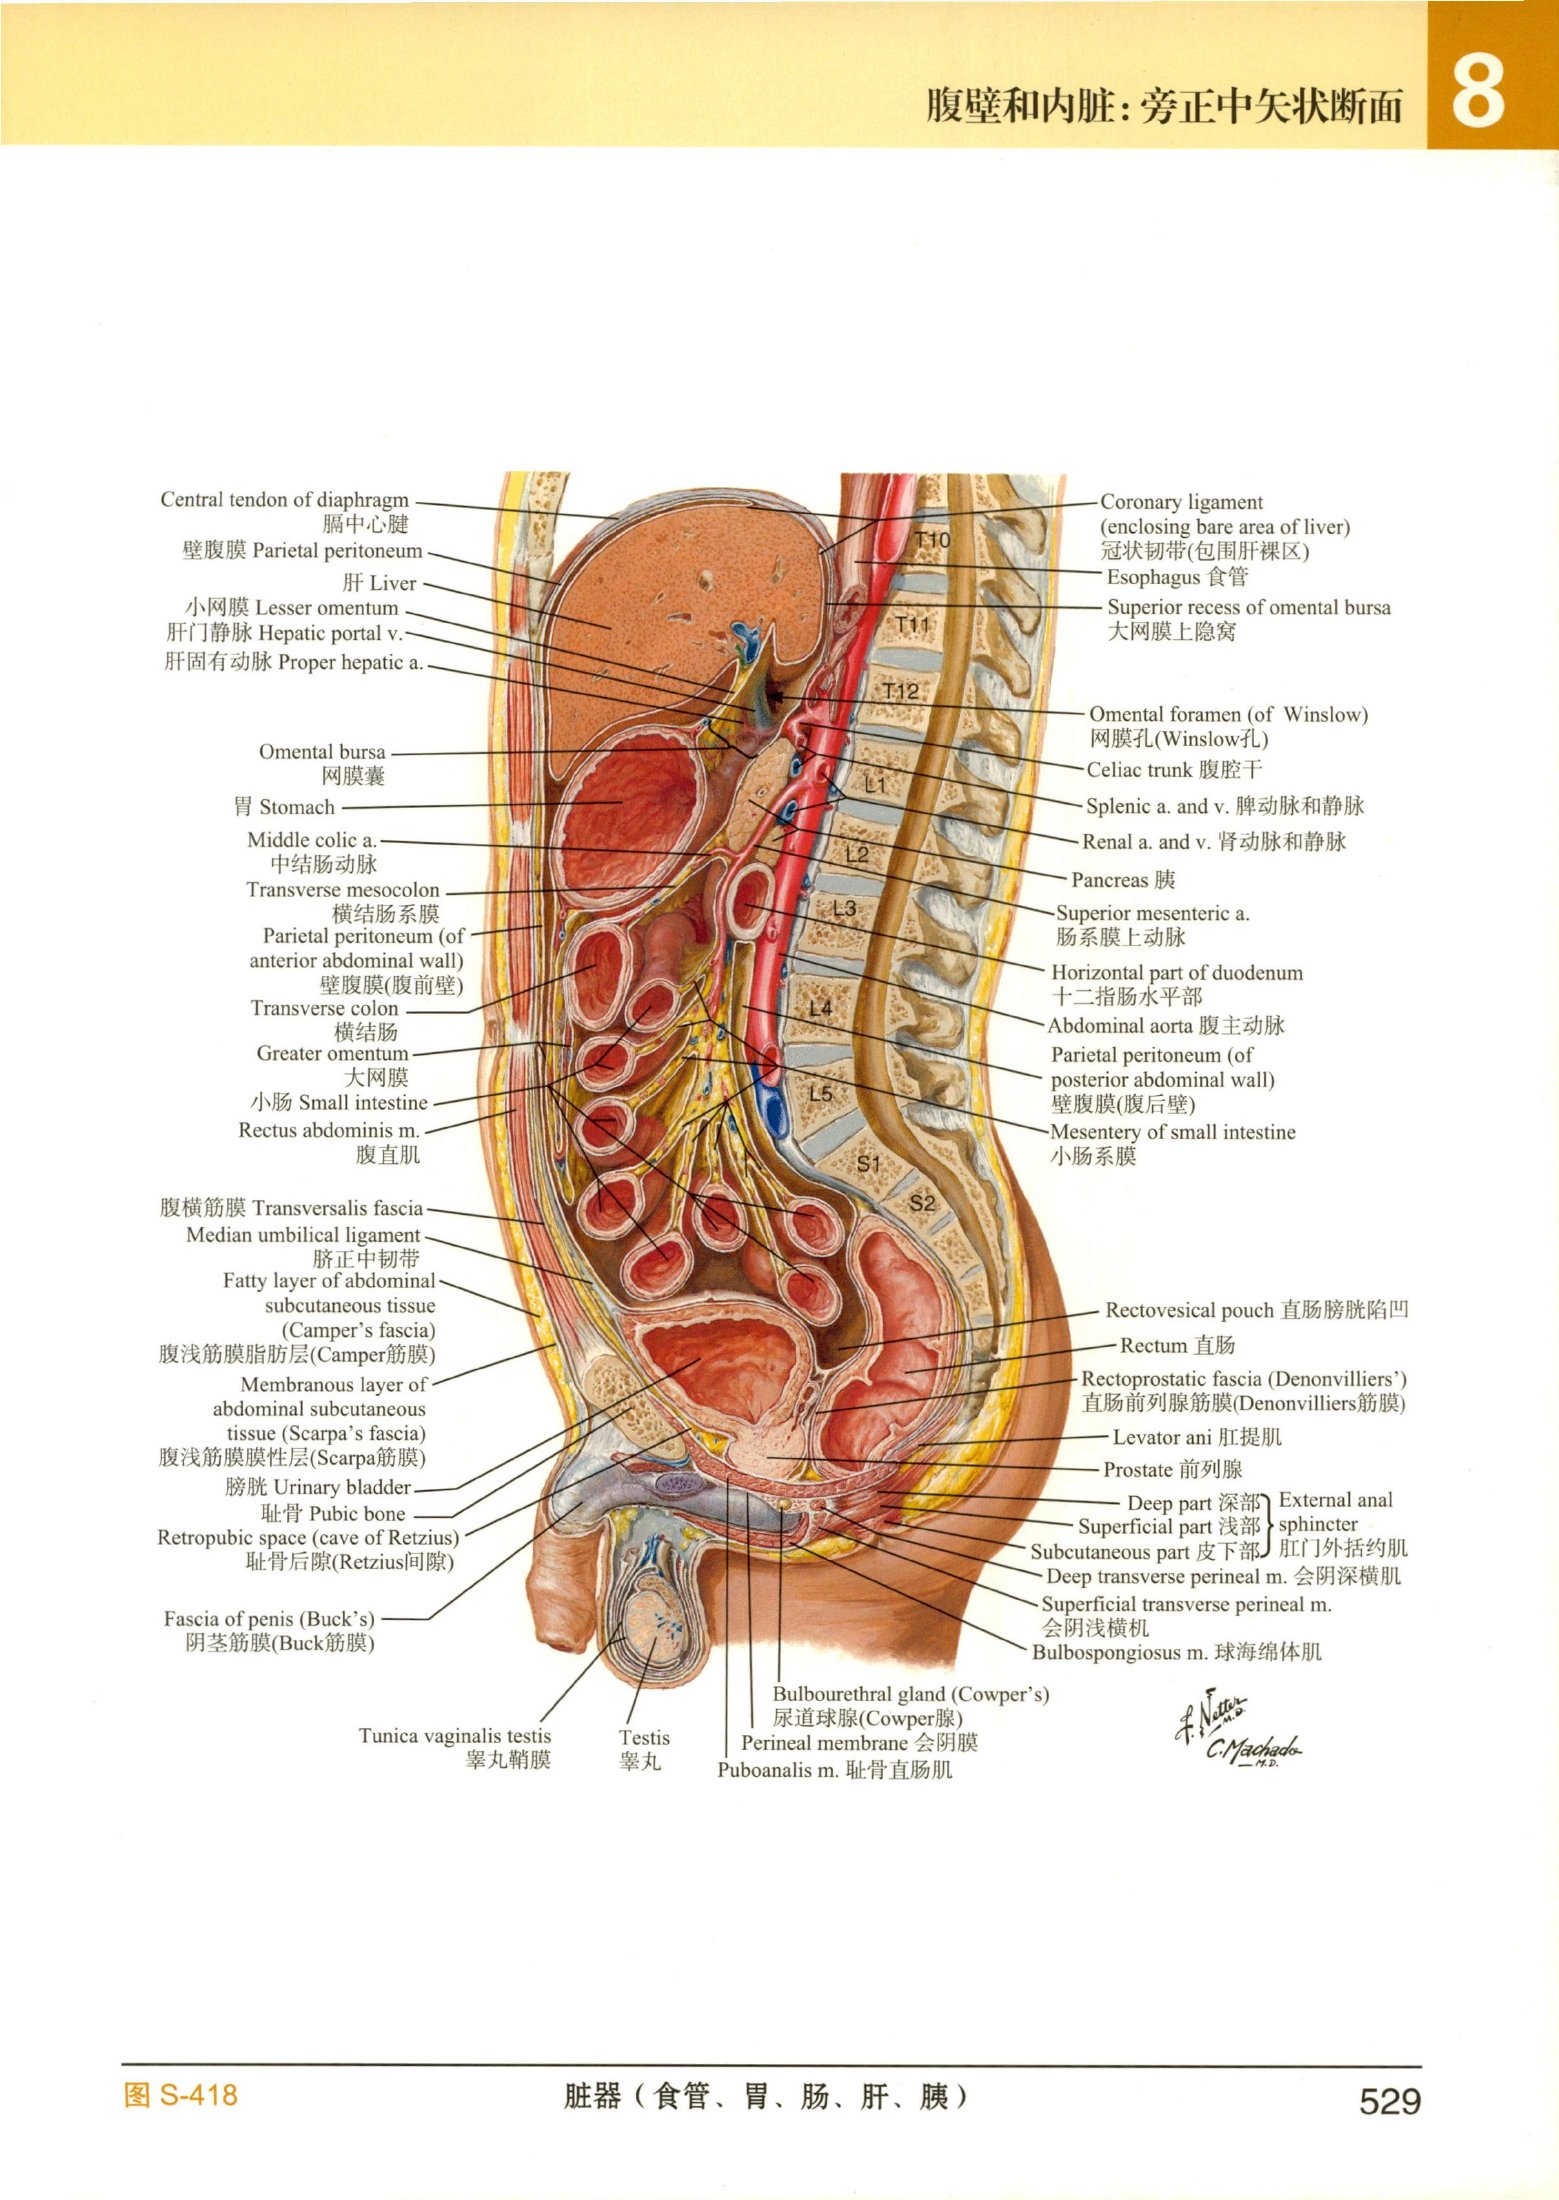 腹壁和内脏：旁正中矢状断面
8
Central tendon of diaphragm
膈中心腱
壁腹膜 Parietal peritoneum
肝 Liver
小网膜 Lesser omentum
肝门静脉 Hepatic portal v.
肝固有动脉 Proper hepatic a.
Omental bursa
网膜囊
胃 Stomach
Middle colic a.
中结肠动脉
Transverse mesocolon
横结肠系膜
Parietal peritoneum (of
anterior abdominal wall)
壁腹膜(腹前壁)
Transverse colon
横结肠
Greater omentum
大网膜
小肠 Small intestine
Rectus abdominis m.
腹直肌
腹横筋膜 Transversalis fascia
Median umbilical ligament
脐正中韧带
Fatty layer of abdominal
subcutaneous tissue
(Camper's fascia)
腹浅筋膜脂肪层(Camper筋膜)
Membranous layer of
abdominal subcutaneous
tissue (Scarpa's fascia)
腹浅筋膜膜性层(Scarpa筋膜)
膀胱 Urinary bladder
耻骨 Pubic bone
Retropubic space (cave of Retzius)
耻骨后隙(Retzius间隙)
Fascia of penis (Buck's)
阴茎筋膜(Buck筋膜)
T10
T11
T12
L1
L2
L3
L4
L5
S1
S2
Coronary ligament
(enclosing bare area of liver)
冠状韧带(包围肝裸区)
Esophagus 食管
Superior recess of omental bursa
大网膜上隐窝
Omental foramen (of Winslow)
网膜孔(Winslow孔)
Celiac trunk 腹腔干
Splenic a. and v. 脾动脉和静脉
Renal a. and v. 肾动脉和静脉
Pancreas 胰
Superior mesenteric a.
肠系膜上动脉
Horizontal part of duodenum
十二指肠水平部
Abdominal aorta 腹主动脉
Parietal peritoneum (of
posterior abdominal wall)
壁腹膜(腹后壁)
Mesentery of small intestine
小肠系膜
Rectovesical pouch 直肠膀胱陷凹
Rectum 直肠
Rectoprostatic fascia (Denonvilliers')
直肠前列腺筋膜(Denonvilliers筋膜)
Levator ani 肛提肌
Prostate 前列腺
Deep part 深部
Superficial part 浅部
Subcutaneous part 皮下部
External anal
sphincter
肛门外括约肌
Deep transverse perineal m. 会阴深横肌
Superficial transverse perineal m.
会阴浅横机
Bulbospongiosus m. 球海绵体肌
Bulbourethral gland (Cowper's)
尿道球腺(Cowper腺)
Perineal membrane 会阴膜
Puboanalis m. 耻骨直肠肌
Tunica vaginalis testis
睾丸鞘膜
Testis
睾丸
F. Netter
M.D.
C. Machado
M.D.
图 S-418
脏器（食管、胃、肠、肝、胰）
529